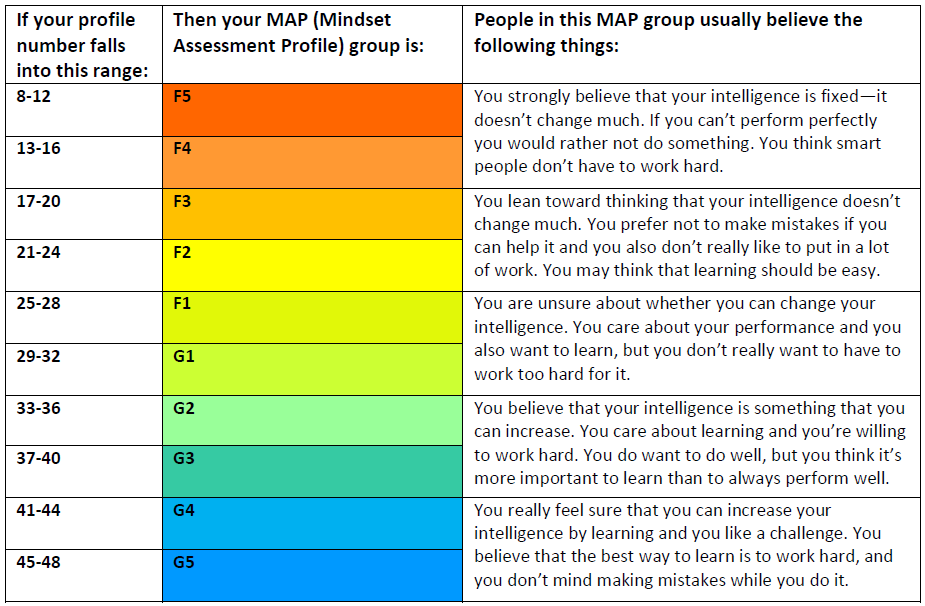 If your profile
number falls
into this range:
Then your MAP (Mindset
Assessment Profile) group is:
People in this MAP group usually believe the
following things:
8-12
F5
You strongly believe that your intelligence is fixed—it
doesn’t change much. If you can’t perform perfectly
you would rather not do something. You think smart
people don’t have to work hard.
13-16
F4
17-20
F3
You lean toward thinking that your intelligence doesn’t
change much. You prefer not to make mistakes if you
can help it and you also don’t really like to put in a lot
of work. You may think that learning should be easy.
21-24
F2
25-28
F1
You are unsure about whether you can change your
intelligence. You care about your performance and you
also want to learn, but you don’t really want to have to
work too hard for it.
29-32
G1
33-36
G2
You believe that your intelligence is something that you
can increase. You care about learning and you’re willing
to work hard. You do want to do well, but you think it’s
more important to learn than to always perform well.
37-40
G3
41-44
G4
You really feel sure that you can increase your
intelligence by learning and you like a challenge. You
believe that the best way to learn is to work hard, and
you don’t mind making mistakes while you do it.
45-48
G5